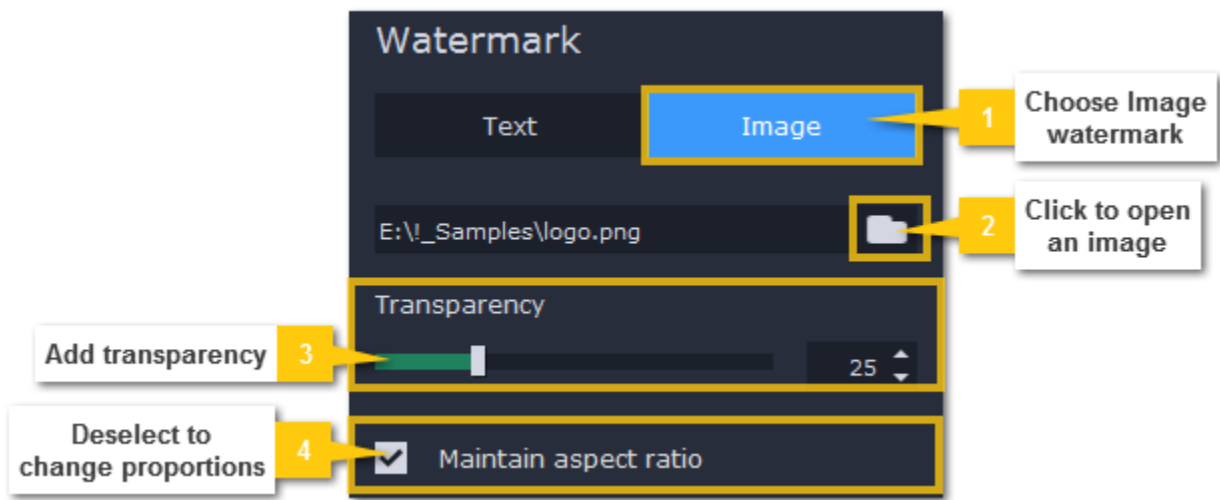 Watermark
Text
Image
1
Choose Image
watermark
E:\!_Samples\logo.png
2
Click to open
an image
Transparency
Add transparency
3
25
Deselect to
change proportions
4
Maintain aspect ratio